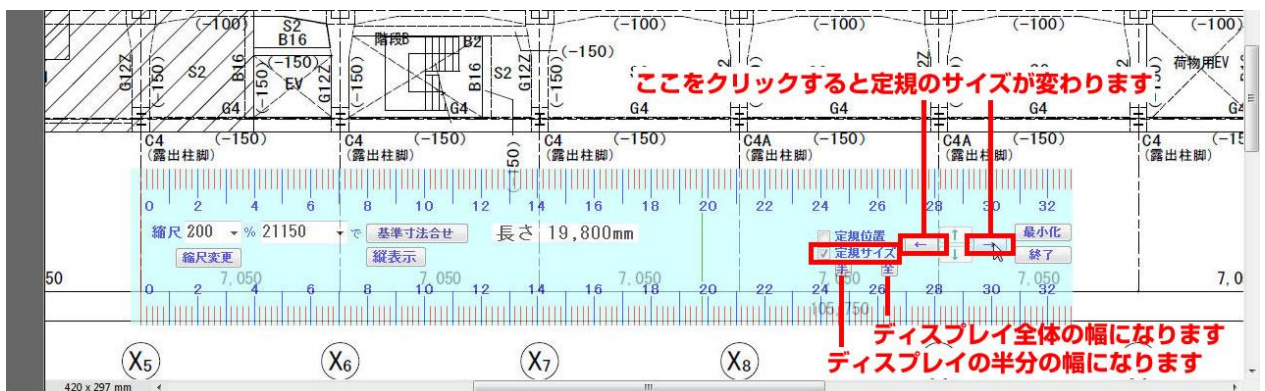 (-100) (-100) (-100) (-100)
S2
B16
階段B B2
(-150)
G12Z (-150) S2 B16 (-150) (-150) EV G12Z (-150) B16 S2 G12Z (-150)
荷物用EV
ここをクリックすると定規のサイズが変わります
G4 G4 G4 G4
C4 (-150) C4 (-150) C4 (-150) C4A (-150) C4A (-150) C4
(露出柱脚) (露出柱脚) (-150) (露出柱脚) (露出柱脚) (露出柱脚) (露出柱脚)
0 2 4 6 8 10 12 14 16 18 20 22 24 26 28 30 32
縮尺 200 % 21150 で 基準寸法合せ 長さ 19,800mm
定規位置 ← ↑ → 最小化
縮尺変更 縦表示
定規サイズ ↓ 終了
半 全
50 7,050 7,050 7,050 7,050 7,050
0 2 4 6 8 10 12 14 16 18 20 22 24 26 28 30 32
105,750
ディスプレイ全体の幅になります
ディスプレイの半分の幅になります
X5 X6 X7 X8
420 x 297 mm